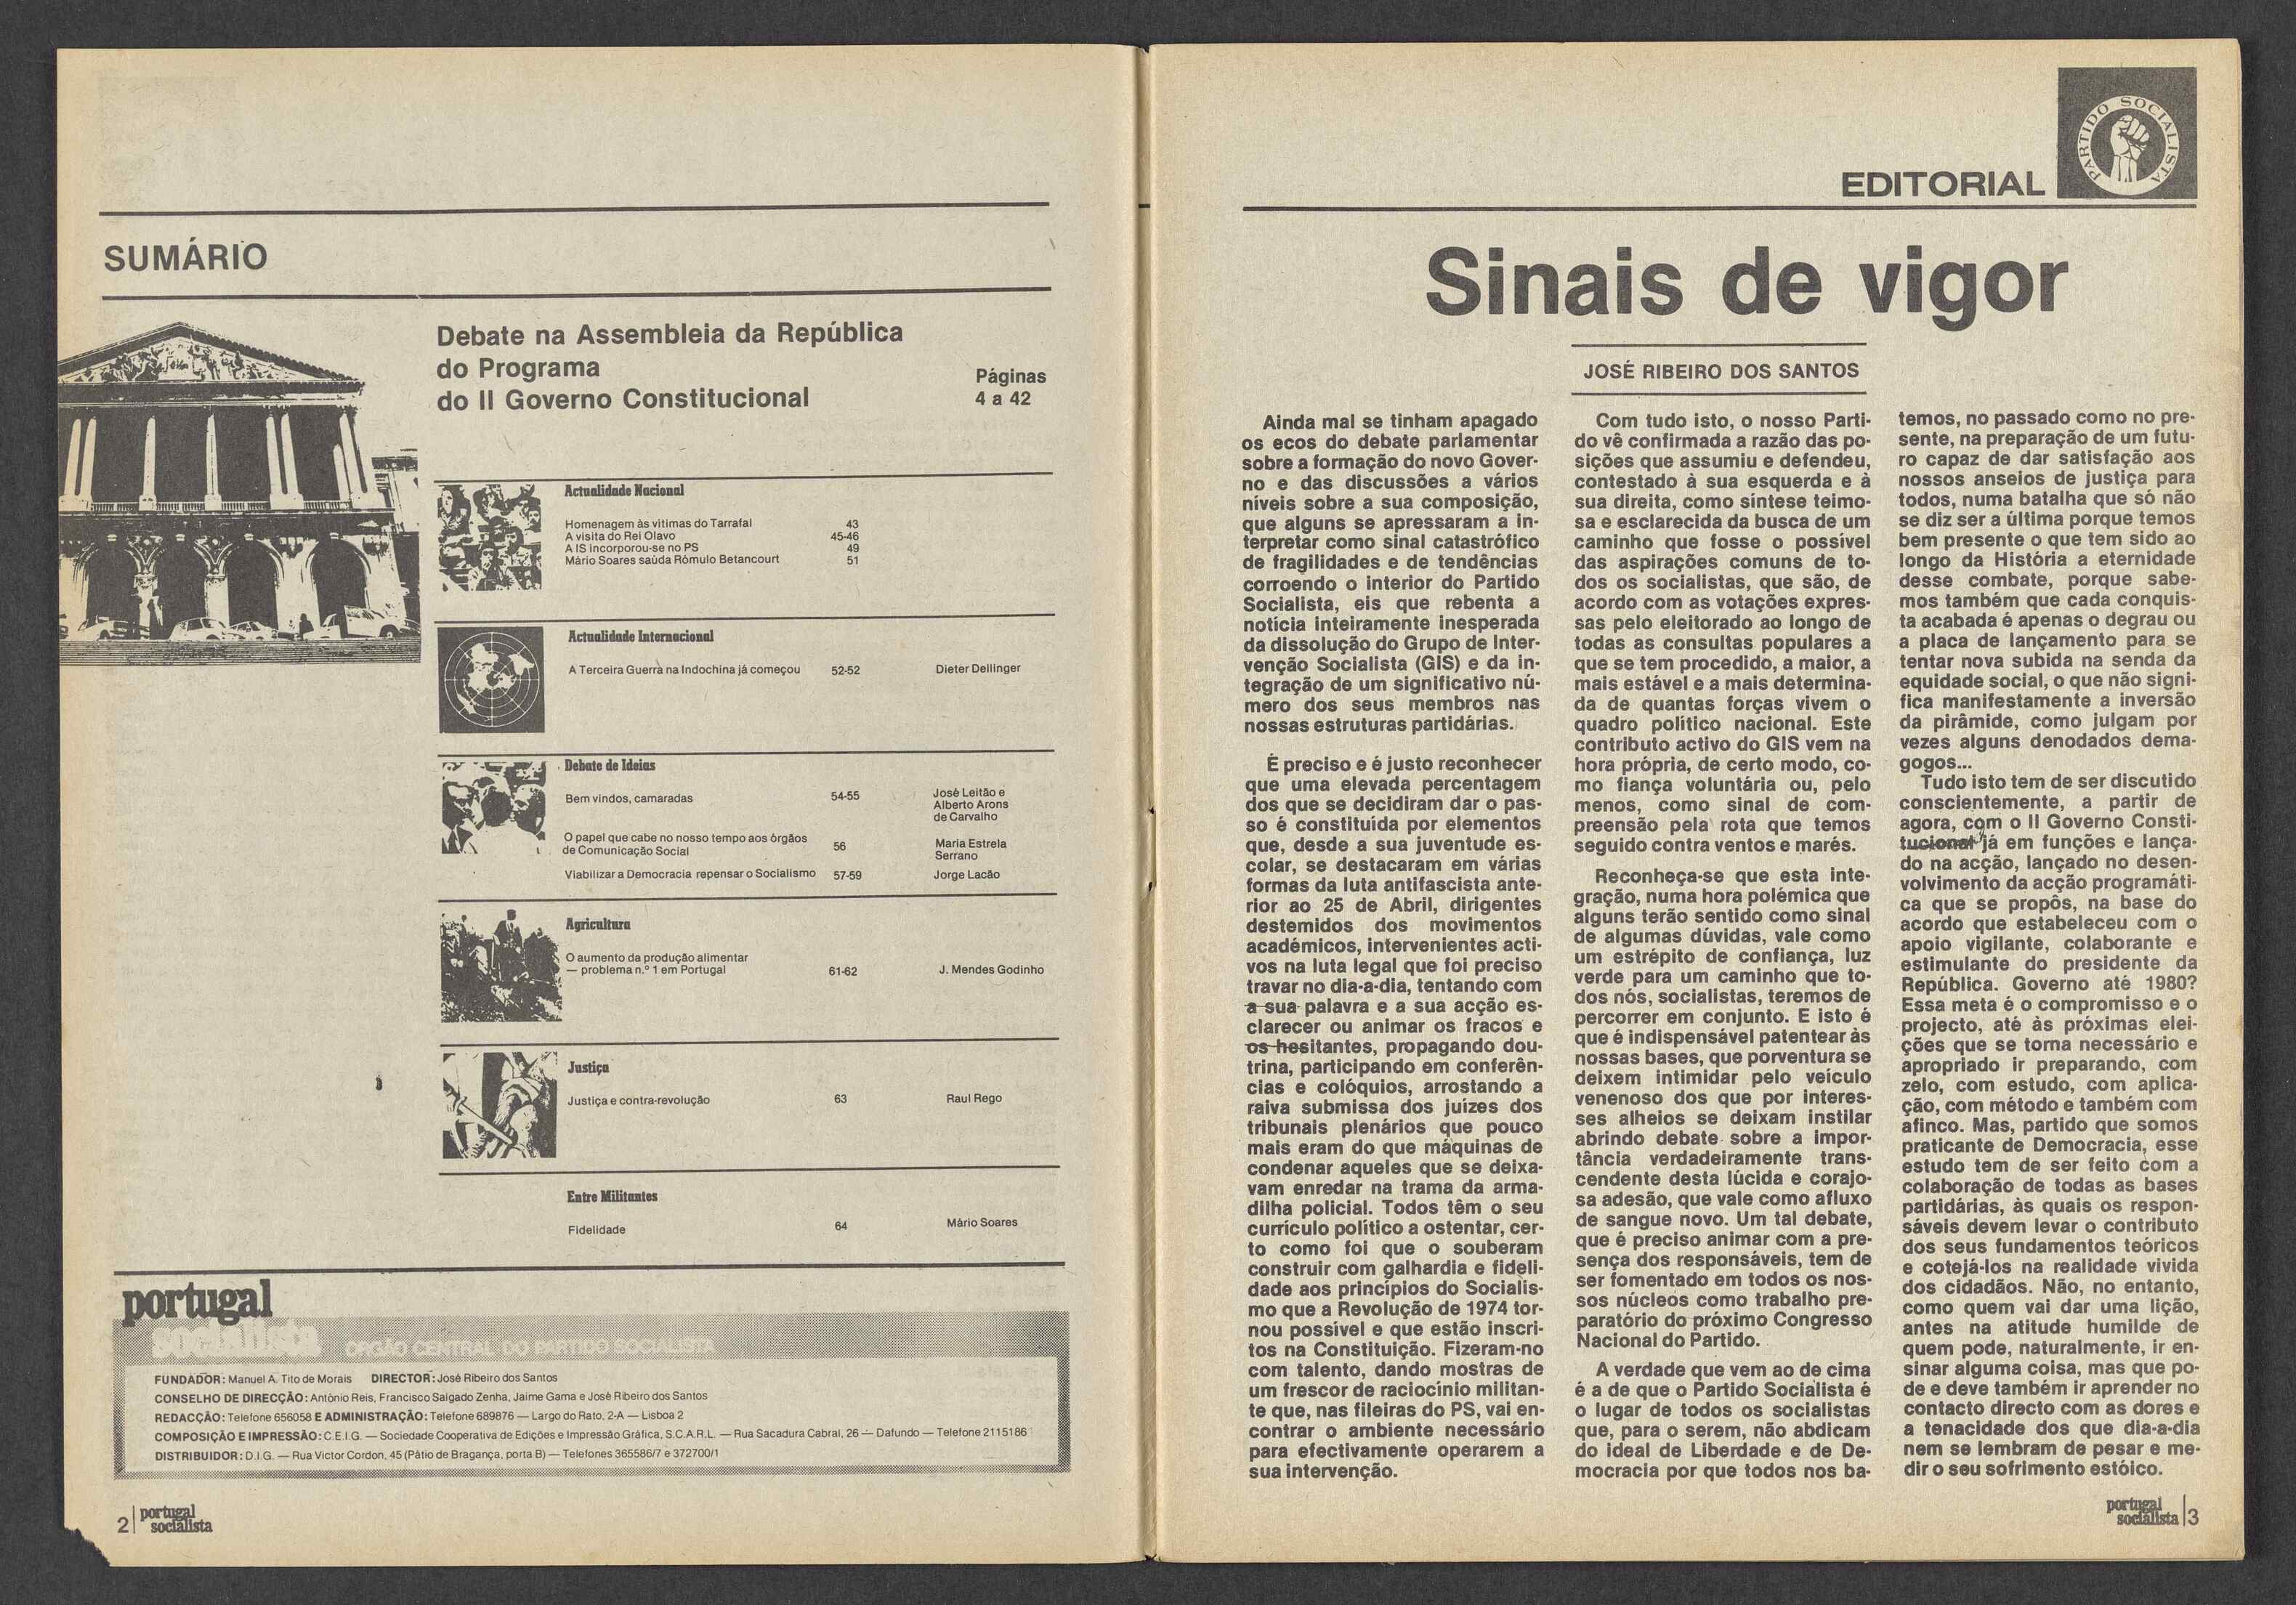 SUMÁRIO
Debate na Assembleia da República
do Programa
do II Governo Constitucional
Páginas
4 a 42
Actualidade Nacional
Homenagem às vítimas do Tarrafal 43
A visita do Rei Olavo 45-46
A IS incorporou-se no PS 49
Mário Soares saúda Rómulo Betancourt 51
Actualidade Internacional
A Terceira Guerra na Indochina já começou 52-52 Dieter Dellinger
Debate de Ideias
Bem vindos, camaradas 54-55 José Leitão e
Alberto Arons
de Carvalho
O papel que cabe no nosso tempo aos órgãos
de Comunicação Social 56 Maria Estrela
Serrano
Viabilizar a Democracia repensar o Socialismo 57-59 Jorge Lacão
Agricultura
O aumento da produção alimentar
— problema n.º 1 em Portugal 61-62 J. Mendes Godinho
Justiça
Justiça e contra-revolução 63 Raul Rego
Entre Militantes
Fidelidade 64 Mário Soares
portugal
socialista ORGÃO CENTRAL DO PARTIDO SOCIALISTA
FUNDADOR: Manuel A. Tito de Morais DIRECTOR: José Ribeiro dos Santos
CONSELHO DE DIRECÇÃO: António Reis, Francisco Salgado Zenha, Jaime Gama e José Ribeiro dos Santos
REDACÇÃO: Telefone 656058 E ADMINISTRAÇÃO: Telefone 689876 — Largo do Rato, 2-A — Lisboa 2
COMPOSIÇÃO E IMPRESSÃO: C.E.I.G. — Sociedade Cooperativa de Edições e Impressão Gráfica, S.C.A.R.L. — Rua Sacadura Cabral, 26 — Dafundo — Telefone 2115186
DISTRIBUIDOR: D.I.G. — Rua Victor Cordon, 45 (Pátio de Bragança, porta B) — Telefones 365586/7 e 372700/1
2 portugal
socialista
PARTIDO SOCIALISTA
EDITORIAL
Sinais de vigor
JOSÉ RIBEIRO DOS SANTOS
Ainda mal se tinham apagado
os ecos do debate parlamentar
sobre a formação do novo Gover-
no e das discussões a vários
níveis sobre a sua composição,
que alguns se apressaram a in-
terpretar como sinal catastrófico
de fragilidades e de tendências
corroendo o interior do Partido
Socialista, eis que rebenta a
notícia inteiramente inesperada
da dissolução do Grupo de Inter-
venção Socialista (GIS) e da in-
tegração de um significativo nú-
mero dos seus membros nas
nossas estruturas partidárias.
É preciso e é justo reconhecer
que uma elevada percentagem
dos que se decidiram dar o pas-
so é constituída por elementos
que, desde a sua juventude es-
colar, se destacaram em várias
formas da luta antifascista ante-
rior ao 25 de Abril, dirigentes
destemidos dos movimentos
académicos, intervenientes acti-
vos na luta legal que foi preciso
travar no dia-a-dia, tentando com
a sua palavra e a sua acção es-
clarecer ou animar os fracos e
os hesitantes, propagando dou-
trina, participando em conferên-
cias e colóquios, arrostando a
raiva submissa dos juízes dos
tribunais plenários que pouco
mais eram do que máquinas de
condenar aqueles que se deixa-
vam enredar na trama da arma-
dilha policial. Todos têm o seu
currículo político a ostentar, cer-
to como foi que o souberam
construir com galhardia e fideli-
dade aos princípios do Socialis-
mo que a Revolução de 1974 tor-
nou possível e que estão inscri-
tos na Constituição. Fizeram-no
com talento, dando mostras de
um frescor de raciocínio militan-
te que, nas fileiras do PS, vai en-
contrar o ambiente necessário
para efectivamente operarem a
sua intervenção.
Com tudo isto, o nosso Parti-
do vê confirmada a razão das po-
sições que assumiu e defendeu,
contestado à sua esquerda e à
sua direita, como síntese teimo-
sa e esclarecida da busca de um
caminho que fosse o possível
das aspirações comuns de to-
dos os socialistas, que são, de
acordo com as votações expres-
sas pelo eleitorado ao longo de
todas as consultas populares a
que se tem procedido, a maior, a
mais estável e a mais determina-
da de quantas forças vivem o
quadro político nacional. Este
contributo activo do GIS vem na
hora própria, de certo modo, co-
mo fiança voluntária ou, pelo
menos, como sinal de com-
preensão pela rota que temos
seguido contra ventos e marés.
Reconheça-se que esta inte-
gração, numa hora polémica que
alguns terão sentido como sinal
de algumas dúvidas, vale como
um estrépito de confiança, luz
verde para um caminho que to-
dos nós, socialistas, teremos de
percorrer em conjunto. E isto é
que é indispensável patentear às
nossas bases, que porventura se
deixem intimidar pelo veículo
venenoso dos que por interes-
ses alheios se deixam instilar
abrindo debate sobre a impor-
tância verdadeiramente trans-
cendente desta lúcida e corajo-
sa adesão, que vale como afluxo
de sangue novo. Um tal debate,
que é preciso animar com a pre-
sença dos responsáveis, tem de
ser fomentado em todos os nos-
sos núcleos como trabalho pre-
paratório do próximo Congresso
Nacional do Partido.
A verdade que vem ao de cima
é a de que o Partido Socialista é
o lugar de todos os socialistas
que, para o serem, não abdicam
do ideal de Liberdade e de De-
mocracia por que todos nos ba-
temos, no passado como no pre-
sente, na preparação de um futu-
ro capaz de dar satisfação aos
nossos anseios de justiça para
todos, numa batalha que só não
se diz ser a última porque temos
bem presente o que tem sido ao
longo da História a eternidade
desse combate, porque sabe-
mos também que cada conquis-
ta acabada é apenas o degrau ou
a placa de lançamento para se
tentar nova subida na senda da
equidade social, o que não signi-
fica manifestamente a inversão
da pirâmide, como julgam por
vezes alguns denodados dema-
gogos...
Tudo isto tem de ser discutido
conscientemente, a partir de
agora, com o II Governo Consti-
tucional já em funções e lança-
do na acção, lançado no desen-
volvimento da acção programáti-
ca que se propôs, na base do
acordo que estabeleceu com o
apoio vigilante, colaborante e
estimulante do presidente da
República. Governo até 1980?
Essa meta é o compromisso e o
projecto, até às próximas elei-
ções que se torna necessário e
apropriado ir preparando, com
zelo, com estudo, com aplica-
ção, com método e também com
afinco. Mas, partido que somos
praticante de Democracia, esse
estudo tem de ser feito com a
colaboração de todas as bases
partidárias, às quais os respon-
sáveis devem levar o contributo
dos seus fundamentos teóricos
e cotejá-los na realidade vivida
dos cidadãos. Não, no entanto,
como quem vai dar uma lição,
antes na atitude humilde de
quem pode, naturalmente, ir en-
sinar alguma coisa, mas que po-
de e deve também ir aprender no
contacto directo com as dores e
a tenacidade dos que dia-a-dia
nem se lembram de pesar e me-
dir o seu sofrimento estóico.
portugal
socialista 3